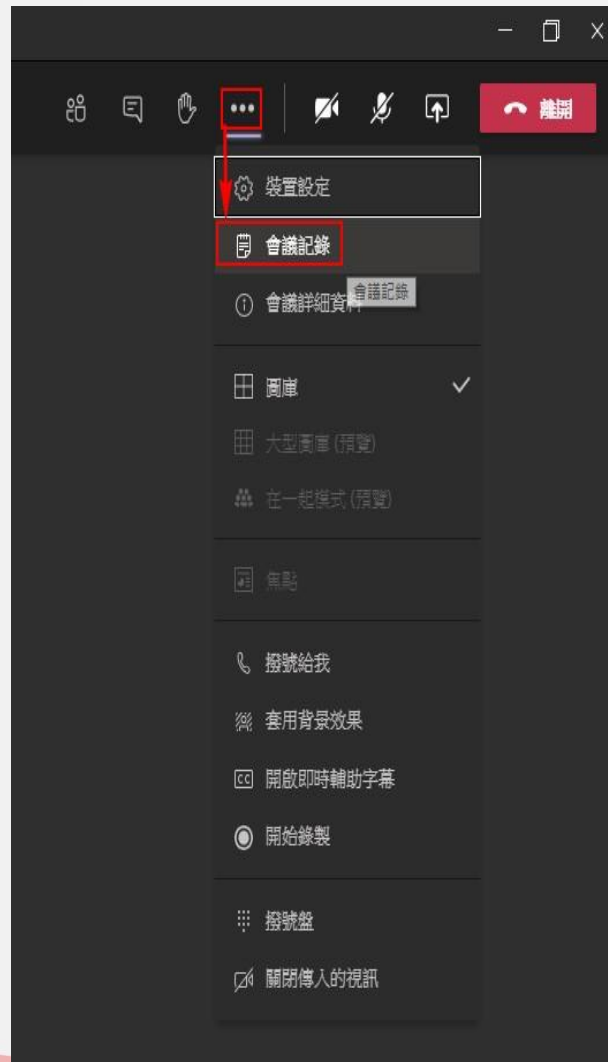 離開
裝置設定
會議記錄
會議詳細資料
會議記錄
圖庫
大型圖庫 (預覽)
在一起模式 (預覽)
焦點
撥號給我
套用背景效果
CC 開啟即時輔助字幕
開始錄製
撥號盤
關閉傳入的視訊